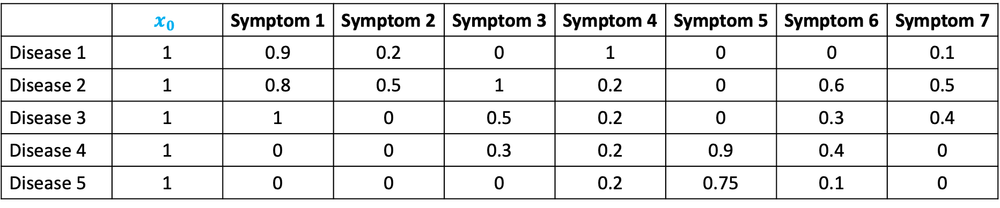 x₀ Symptom 1 Symptom 2 Symptom 3 Symptom 4 Symptom 5 Symptom 6 Symptom 7
Disease 1 1 0.9 0.2 0 1 0 0 0.1
Disease 2 1 0.8 0.5 1 0.2 0 0.6 0.5
Disease 3 1 1 0 0.5 0.2 0 0.3 0.4
Disease 4 1 0 0 0.3 0.2 0.9 0.4 0
Disease 5 1 0 0 0 0.2 0.75 0.1 0